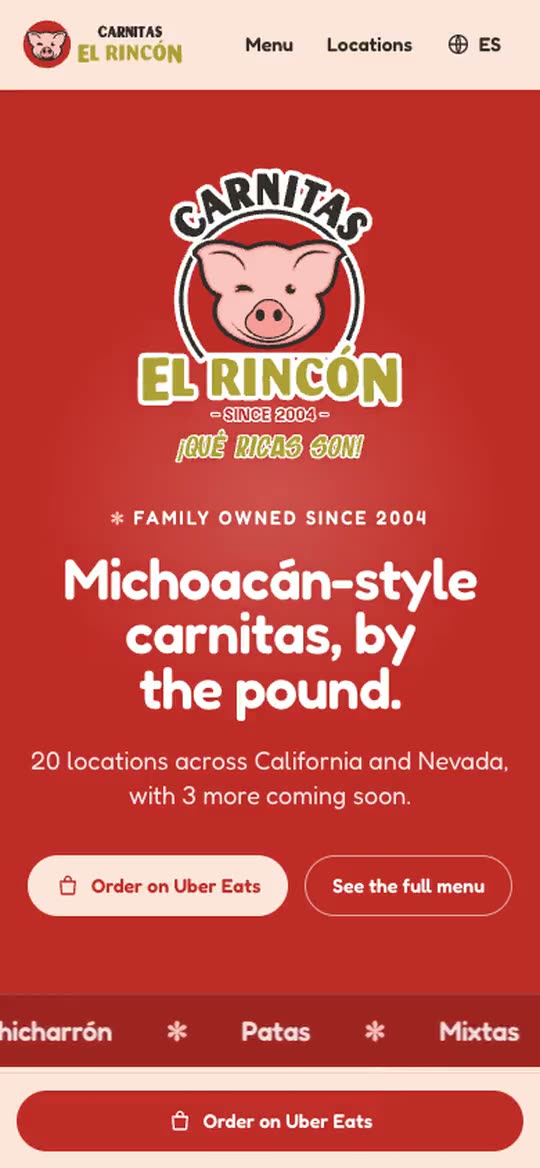 CARNITAS
EL RINCÓN
Menu
Locations
ES
CARNITAS
EL RINCÓN
- SINCE 2004 -
¡QUÉ RICAS SON!
FAMILY OWNED SINCE 2004
Michoacán-style
carnitas, by
the pound.
20 locations across California and Nevada,
with 3 more coming soon.
Order on Uber Eats
See the full menu
hicharrón * Patas * Mixtas
Order on Uber Eats